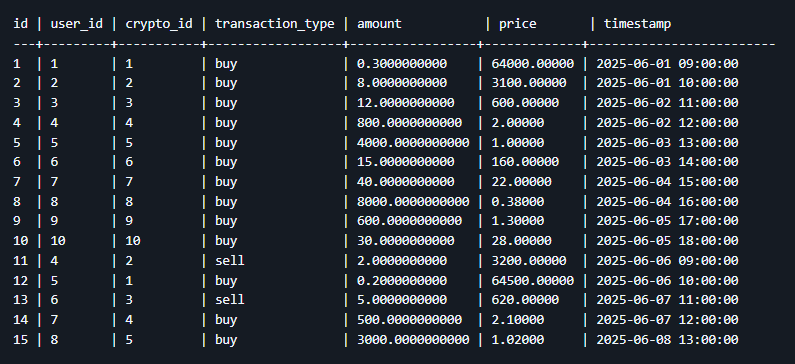 id | user_id | crypto_id | transaction_type | amount | price | timestamp
---+---------+-----------+------------------+-----------------+-------------+-------------------------
1 | 1 | 1 | buy | 0.3000000000 | 64000.00000 | 2025-06-01 09:00:00
2 | 2 | 2 | buy | 8.0000000000 | 3100.00000 | 2025-06-01 10:00:00
3 | 3 | 3 | buy | 12.0000000000 | 600.00000 | 2025-06-02 11:00:00
4 | 4 | 4 | buy | 800.0000000000 | 2.00000 | 2025-06-02 12:00:00
5 | 5 | 5 | buy | 4000.0000000000 | 1.00000 | 2025-06-03 13:00:00
6 | 6 | 6 | buy | 15.0000000000 | 160.00000 | 2025-06-03 14:00:00
7 | 7 | 7 | buy | 40.0000000000 | 22.00000 | 2025-06-04 15:00:00
8 | 8 | 8 | buy | 8000.0000000000 | 0.38000 | 2025-06-04 16:00:00
9 | 9 | 9 | buy | 600.0000000000 | 1.30000 | 2025-06-05 17:00:00
10 | 10 | 10 | buy | 30.0000000000 | 28.00000 | 2025-06-05 18:00:00
11 | 4 | 2 | sell | 2.0000000000 | 3200.00000 | 2025-06-06 09:00:00
12 | 5 | 1 | buy | 0.2000000000 | 64500.00000 | 2025-06-06 10:00:00
13 | 6 | 3 | sell | 5.0000000000 | 620.00000 | 2025-06-07 11:00:00
14 | 7 | 4 | buy | 500.0000000000 | 2.10000 | 2025-06-07 12:00:00
15 | 8 | 5 | buy | 3000.0000000000 | 1.02000 | 2025-06-08 13:00:00